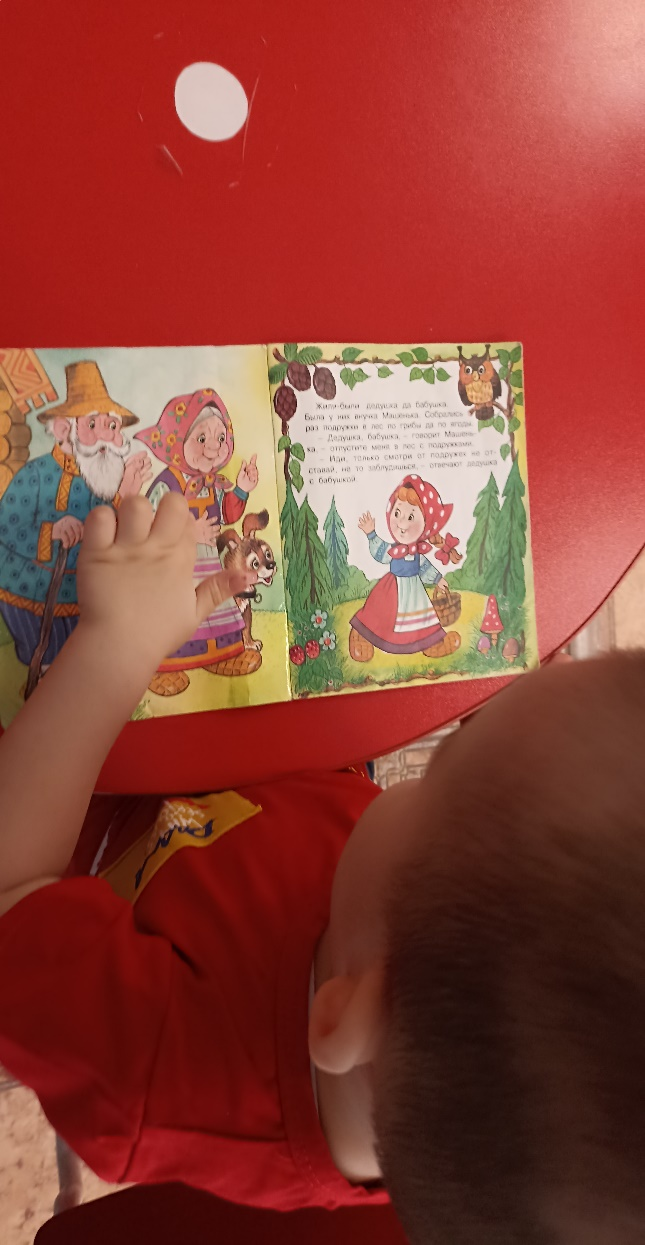 Жили-были дедушка да бабушка.
Была у них внучка Машенька. Собрались
раз подружки в лес по грибы да по ягоды.
– Дедушка, бабушка, – говорит Машень-
ка, – отпустите меня в лес с подружками.
– Иди, только смотри от подружек не от-
ставай, не то заблудишься, – отвечают дедушка
с бабушкой.